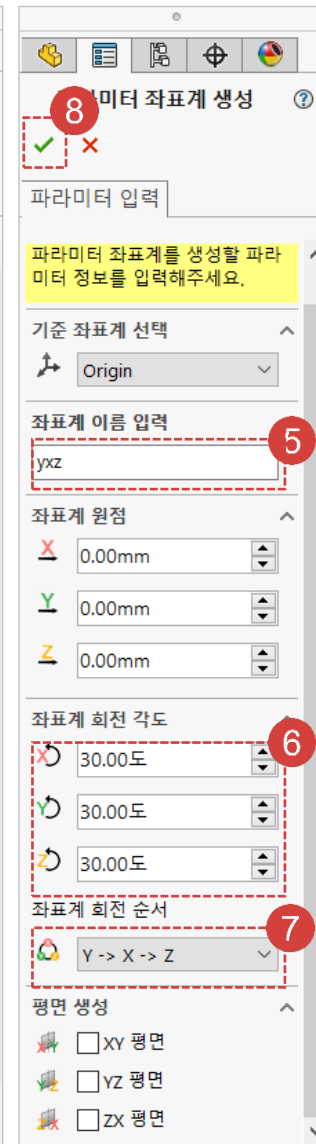 미터 좌표계 생성
8
파라미터 입력
파라미터 좌표계를 생성할 파라
미터 정보를 입력해주세요.
기준 좌표계 선택
Origin
좌표계 이름 입력
5
yxz
좌표계 원점
X 0.00mm
Y 0.00mm
Z 0.00mm
좌표계 회전 각도
6
X 30.00도
Y 30.00도
Z 30.00도
좌표계 회전 순서
7
Y -> X -> Z
평면 생성
XY 평면
YZ 평면
ZX 평면